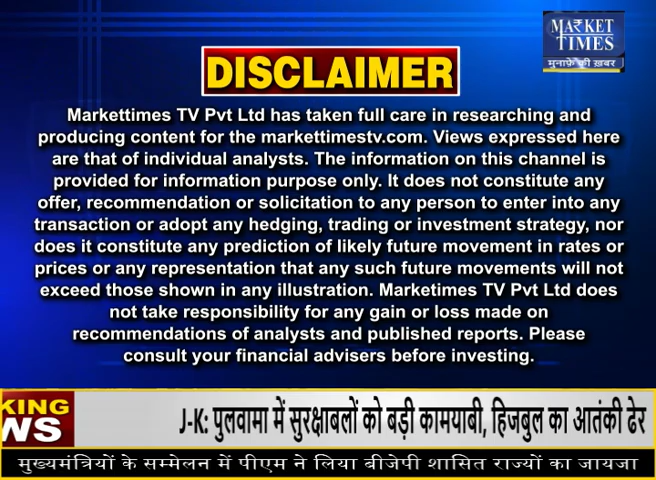 MARKET
TIMES
मुनाफ़े की ख़बर
DISCLAIMER
Markettimes TV Pvt Ltd has taken full care in researching and
producing content for the markettimestv.com. Views expressed here
are that of individual analysts. The information on this channel is
provided for information purpose only. It does not constitute any
offer, recommendation or solicitation to any person to enter into any
transaction or adopt any hedging, trading or investment strategy, nor
does it constitute any prediction of likely future movement in rates or
prices or any representation that any such future movements will not
exceed those shown in any illustration. Marketimes TV Pvt Ltd does
not take responsibility for any gain or loss made on
recommendations of analysts and published reports. Please
consult your financial advisers before investing.
KING
WS
J-K: पुलवामा में सुरक्षाबलों को बड़ी कामयाबी, हिजबुल का आतंकी ढेर
मुख्यमंत्रियों के सम्मेलन में पीएम ने लिया बीजेपी शासित राज्यों का जायजा